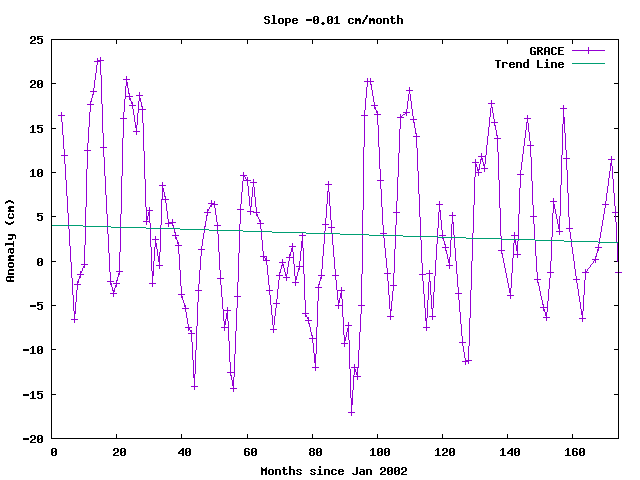 Slope -0.01 cm/month
GRACE
Trend Line
25
20
15
10
5
0
-5
-10
-15
-20
Anomaly (cm)
0 20 40 60 80 100 120 140 160
Months since Jan 2002